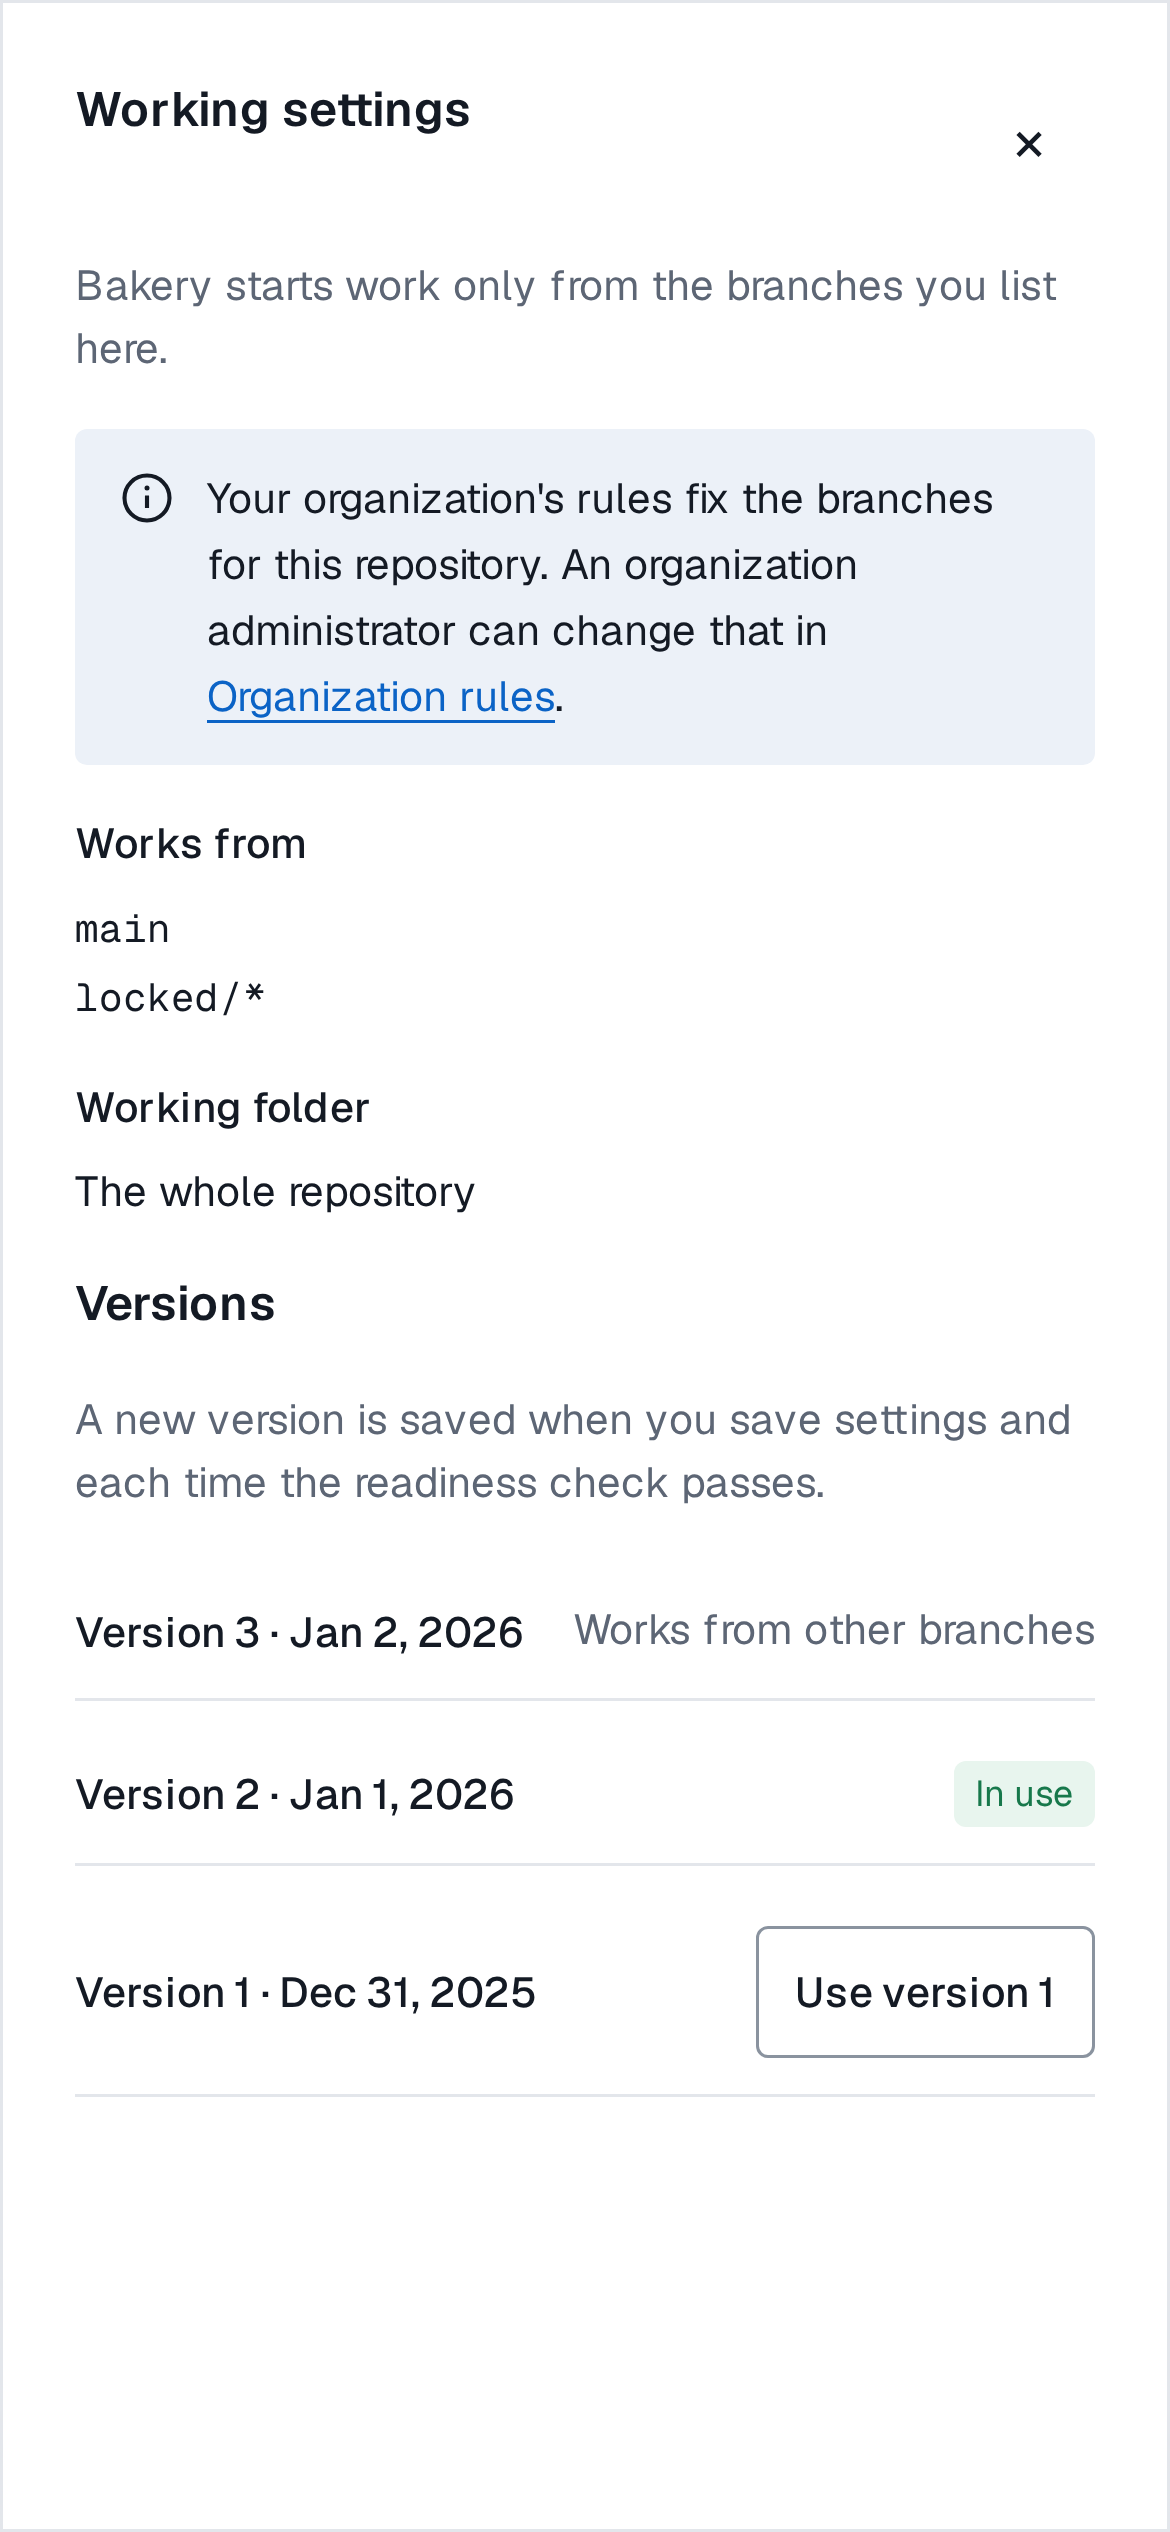 Working settings
Bakery starts work only from the branches you list
here.
Your organization's rules fix the branches
for this repository. An organization
administrator can change that in
Organization rules.
Works from
main
locked/*
Working folder
The whole repository
Versions
A new version is saved when you save settings and
each time the readiness check passes.
Version 3 · Jan 2, 2026 Works from other branches
Version 2 · Jan 1, 2026 In use
Version 1 · Dec 31, 2025 Use version 1